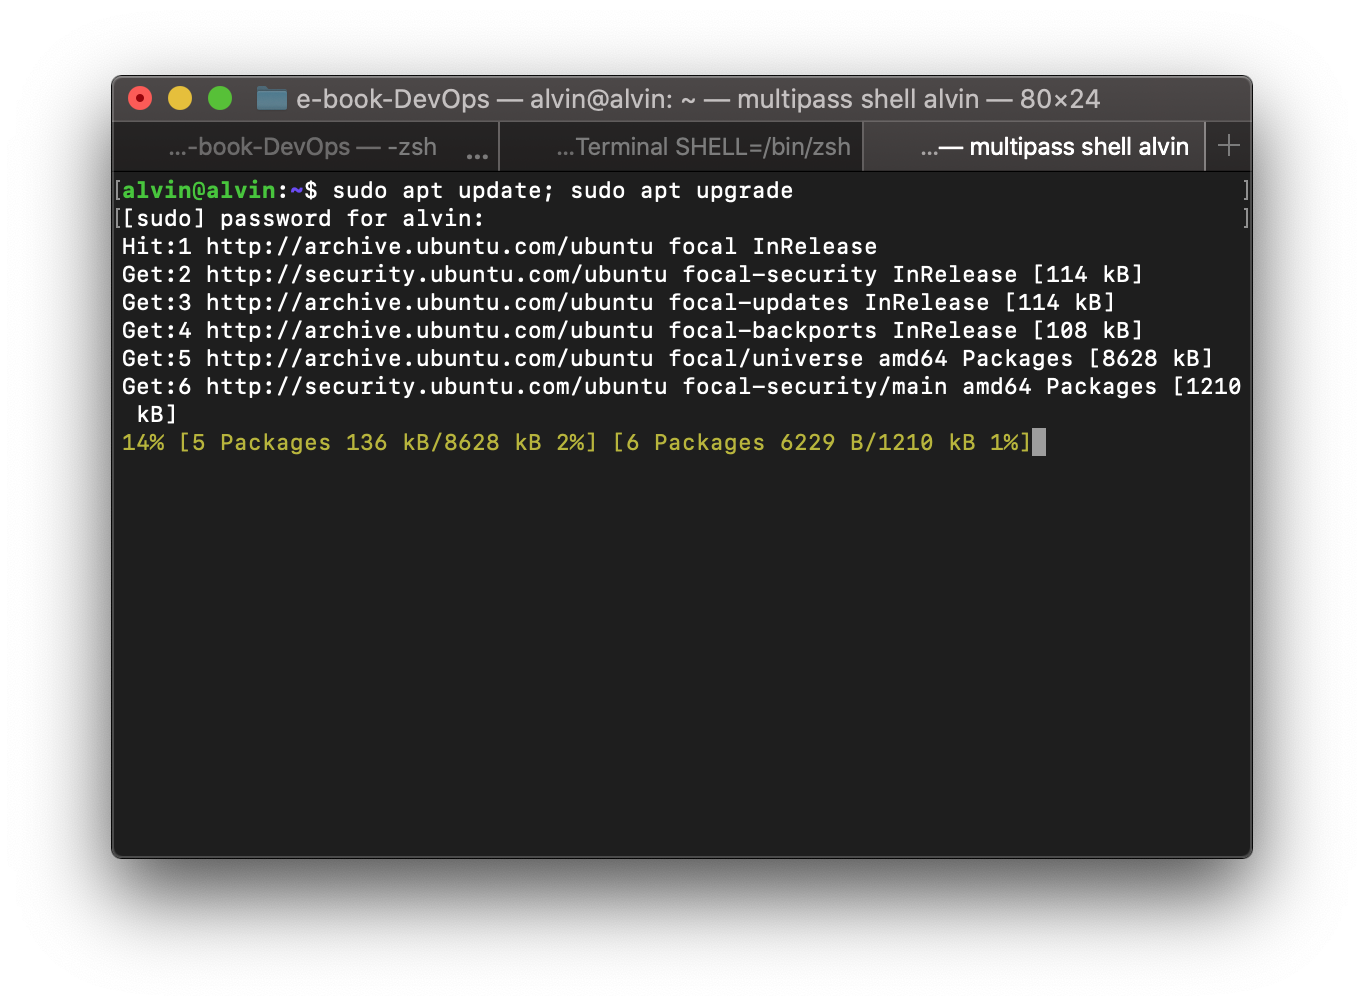 e-book-DevOps — alvin@alvin: ~ — multipass shell alvin — 80×24
...-book-DevOps — -zsh ... ...Terminal SHELL=/bin/zsh ...— multipass shell alvin +
[alvin@alvin:~$ sudo apt update; sudo apt upgrade ]
[[sudo] password for alvin: ]
Hit:1 http://archive.ubuntu.com/ubuntu focal InRelease
Get:2 http://security.ubuntu.com/ubuntu focal-security InRelease [114 kB]
Get:3 http://archive.ubuntu.com/ubuntu focal-updates InRelease [114 kB]
Get:4 http://archive.ubuntu.com/ubuntu focal-backports InRelease [108 kB]
Get:5 http://archive.ubuntu.com/ubuntu focal/universe amd64 Packages [8628 kB]
Get:6 http://security.ubuntu.com/ubuntu focal-security/main amd64 Packages [1210
 kB]
14% [5 Packages 136 kB/8628 kB 2%] [6 Packages 6229 B/1210 kB 1%]